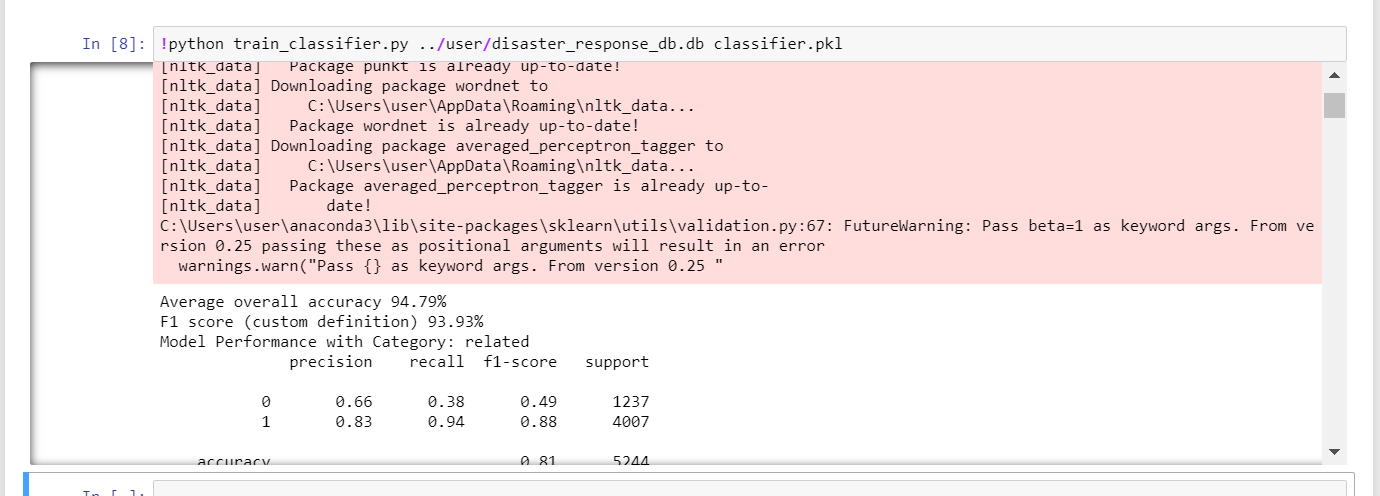 In [8]: !python train_classifier.py ../user/disaster_response_db.db classifier.pkl
[nltk_data]   Package punkt is already up-to-date!
[nltk_data] Downloading package wordnet to
[nltk_data]     C:\Users\user\AppData\Roaming\nltk_data...
[nltk_data]   Package wordnet is already up-to-date!
[nltk_data] Downloading package averaged_perceptron_tagger to
[nltk_data]     C:\Users\user\AppData\Roaming\nltk_data...
[nltk_data]   Package averaged_perceptron_tagger is already up-to-
[nltk_data]       date!
C:\Users\user\anaconda3\lib\site-packages\sklearn\utils\validation.py:67: FutureWarning: Pass beta=1 as keyword args. From ve
rsion 0.25 passing these as positional arguments will result in an error
  warnings.warn("Pass {} as keyword args. From version 0.25 "
Average overall accuracy 94.79%
F1 score (custom definition) 93.93%
Model Performance with Category: related
              precision    recall  f1-score   support
           0       0.66      0.38      0.49      1237
           1       0.83      0.94      0.88      4007
    accuracy                           0.81      5244
In [ ]: